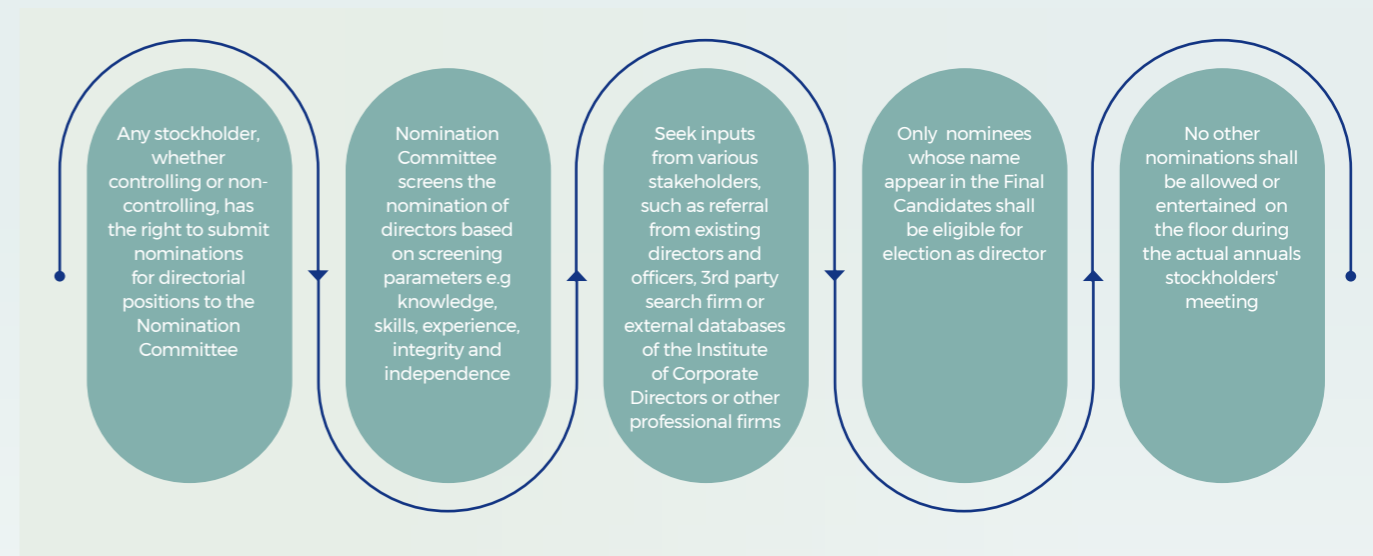 Any stockholder,
whether
controlling or non-
controlling, has
the right to submit
nominations
for directorial
positions to the
Nomination
Committee
Nomination
Committee
screens the
nomination of
directors based
on screening
parameters e.g
knowledge,
skills, experience,
integrity and
independence
Seek inputs
from various
stakeholders,
such as referral
from existing
directors and
officers, 3rd party
search firm or
external databases
of the Institute
of Corporate
Directors or other
professional firms
Only nominees
whose name
appear in the Final
Candidates shall
be eligible for
election as director
No other
nominations shall
be allowed or
entertained on
the floor during
the actual annuals
stockholders'
meeting